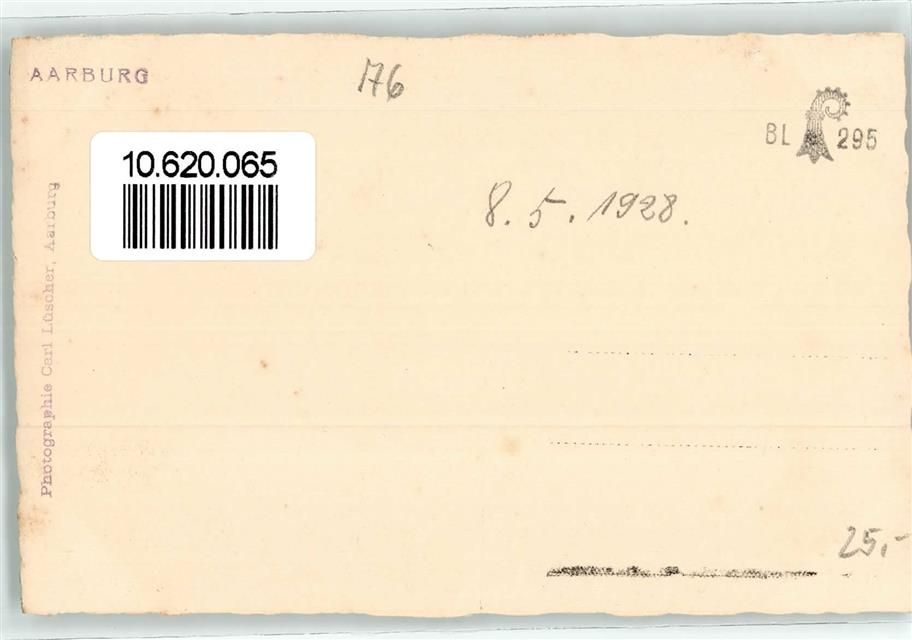 AARBURG
176
BL 295
10.620.065
8. 5. 1928.
Photographie Carl Lüscher, Aarburg
25.-